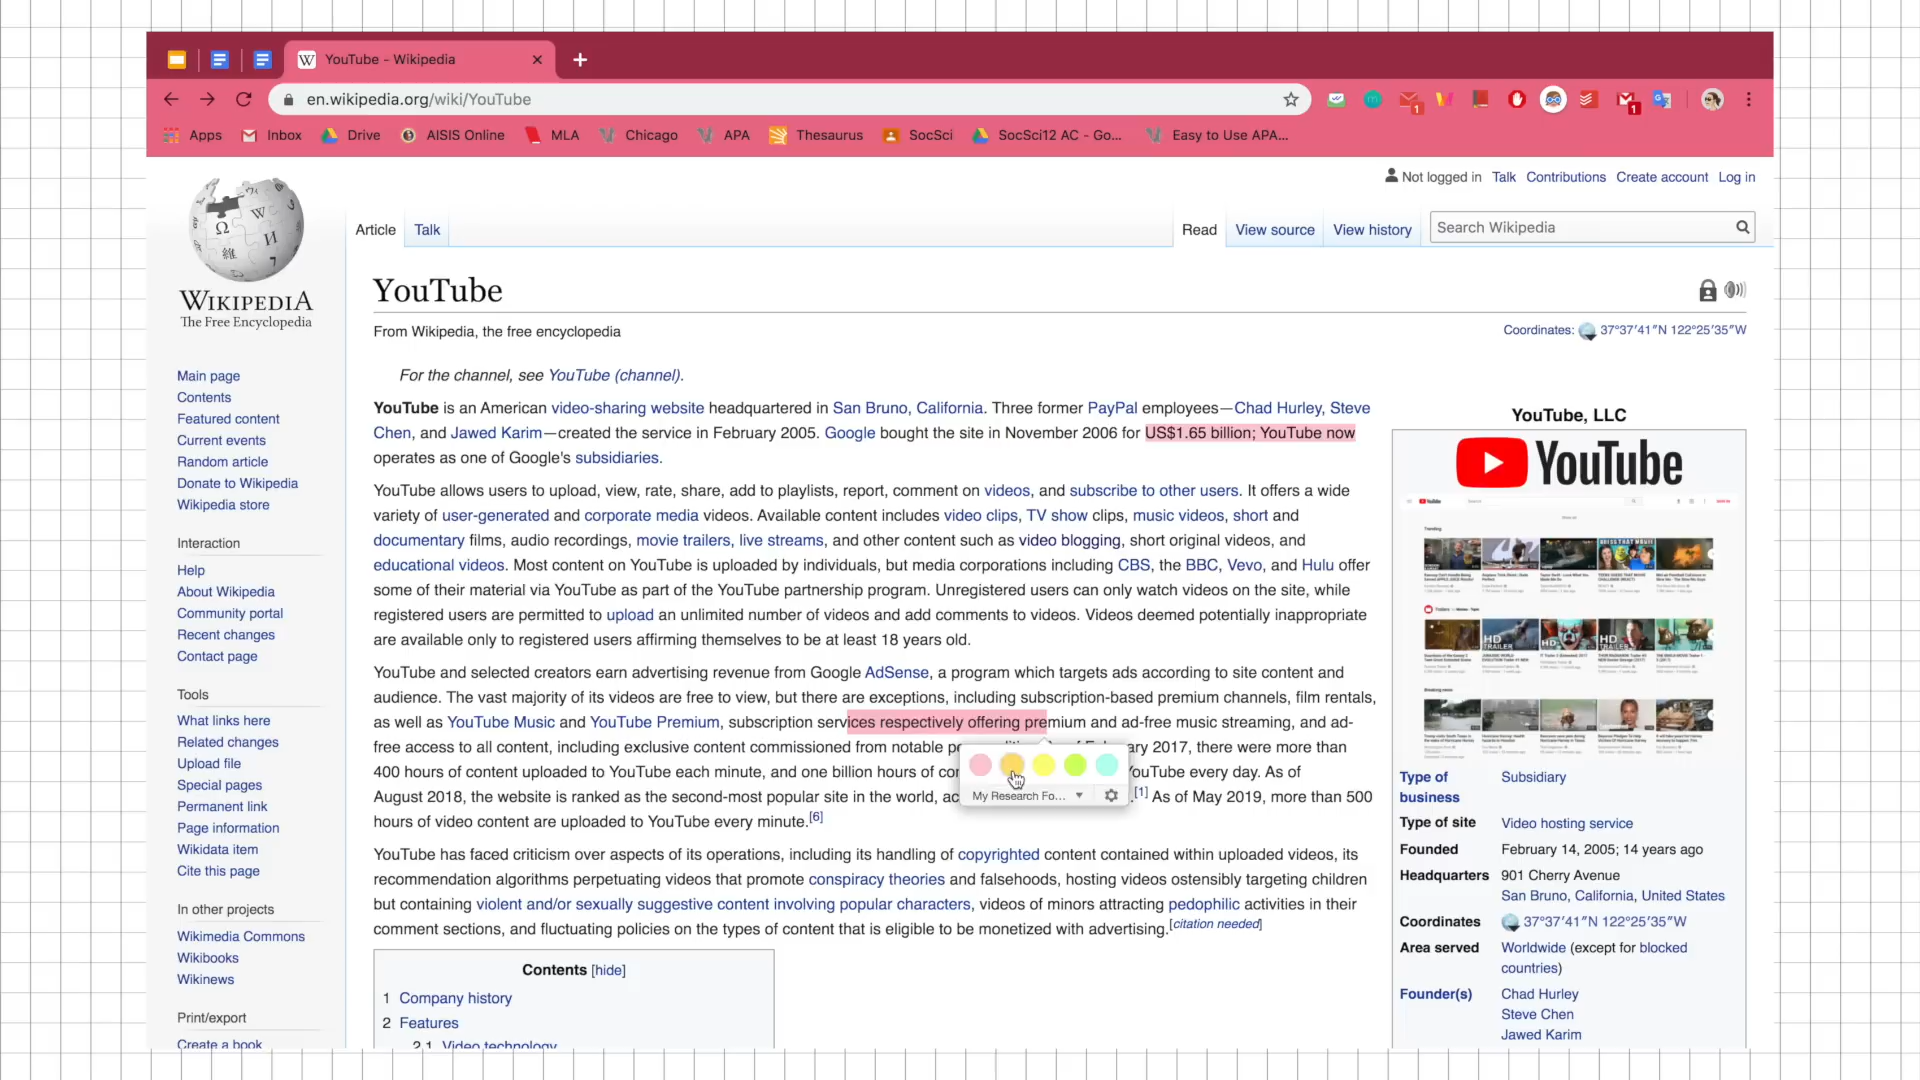 YouTube - Wikipedia
en.wikipedia.org/wiki/YouTube
1
1
Apps Inbox Drive AISIS Online MLA Chicago APA Thesaurus SocSci SocSci12 AC - Go... Easy to Use APA...
Not logged in Talk Contributions Create account Log in
Article Talk Read View source View history Search Wikipedia
WIKIPEDIA
The Free Encyclopedia
Main page
Contents
Featured content
Current events
Random article
Donate to Wikipedia
Wikipedia store
Interaction
Help
About Wikipedia
Community portal
Recent changes
Contact page
Tools
What links here
Related changes
Upload file
Special pages
Permanent link
Page information
Wikidata item
Cite this page
In other projects
Wikimedia Commons
Wikibooks
Wikinews
Print/export
Create a book
YouTube
From Wikipedia, the free encyclopedia
Coordinates: 37°37′41″N 122°25′35″W
For the channel, see YouTube (channel).
YouTube is an American video-sharing website headquartered in San Bruno, California. Three former PayPal employees—Chad Hurley, Steve
Chen, and Jawed Karim—created the service in February 2005. Google bought the site in November 2006 for US$1.65 billion; YouTube now
operates as one of Google's subsidiaries.
YouTube allows users to upload, view, rate, share, add to playlists, report, comment on videos, and subscribe to other users. It offers a wide
variety of user-generated and corporate media videos. Available content includes video clips, TV show clips, music videos, short and
documentary films, audio recordings, movie trailers, live streams, and other content such as video blogging, short original videos, and
educational videos. Most content on YouTube is uploaded by individuals, but media corporations including CBS, the BBC, Vevo, and Hulu offer
some of their material via YouTube as part of the YouTube partnership program. Unregistered users can only watch videos on the site, while
registered users are permitted to upload an unlimited number of videos and add comments to videos. Videos deemed potentially inappropriate
are available only to registered users affirming themselves to be at least 18 years old.
YouTube and selected creators earn advertising revenue from Google AdSense, a program which targets ads according to site content and
audience. The vast majority of its videos are free to view, but there are exceptions, including subscription-based premium channels, film rentals,
as well as YouTube Music and YouTube Premium, subscription services respectively offering premium and ad-free music streaming, and ad-
free access to all content, including exclusive content commissioned from notable ary 2017, there were more than
400 hours of content uploaded to YouTube each minute, and one billion hours of YouTube every day. As of
August 2018, the website is ranked as the second-most popular site in the world, [1] As of May 2019, more than 500
hours of video content are uploaded to YouTube every minute.[6]
My Research Fo...
YouTube has faced criticism over aspects of its operations, including its handling of copyrighted content contained within uploaded videos, its
recommendation algorithms perpetuating videos that promote conspiracy theories and falsehoods, hosting videos ostensibly targeting children
but containing violent and/or sexually suggestive content involving popular characters, videos of minors attracting pedophilic activities in their
comment sections, and fluctuating policies on the types of content that is eligible to be monetized with advertising.[citation needed]
Contents [hide]
1 Company history
2 Features
2.1 Video technology
YouTube, LLC
YouTube
Type of business Subsidiary
Type of site Video hosting service
Founded February 14, 2005; 14 years ago
Headquarters 901 Cherry Avenue
San Bruno, California, United States
Coordinates 37°37′41″N 122°25′35″W
Area served Worldwide (except for blocked
countries)
Founder(s) Chad Hurley
Steve Chen
Jawed Karim